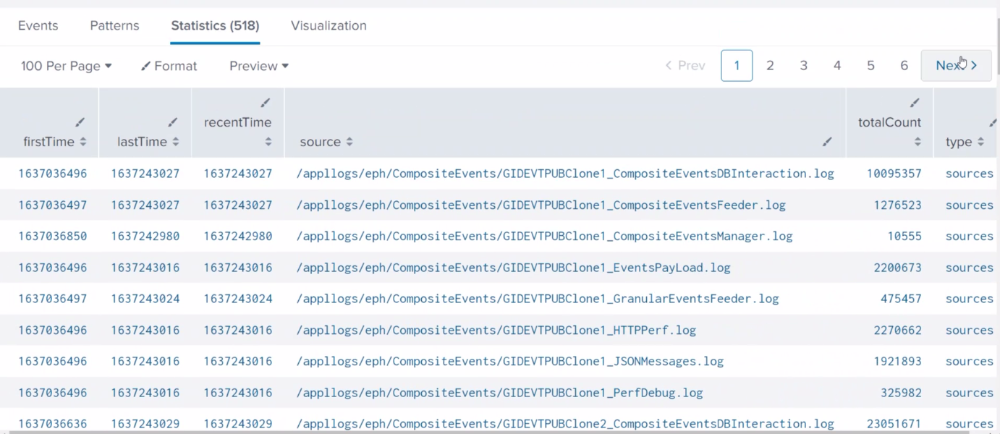 Events Patterns Statistics (518) Visualization
100 Per Page Format Preview Prev 1 2 3 4 5 6 Next
firstTime lastTime recentTime source totalCount type
1637036496 1637243027 1637243027 /appllogs/eph/CompositeEvents/GIDEVTPUBClone1_CompositeEventsDBInteraction.log 10095357 sources
1637036497 1637243027 1637243027 /appllogs/eph/CompositeEvents/GIDEVTPUBClone1_CompositeEventsFeeder.log 1276523 sources
1637036850 1637242980 1637242980 /appllogs/eph/CompositeEvents/GIDEVTPUBClone1_CompositeEventsManager.log 10555 sources
1637036496 1637243016 1637243016 /appllogs/eph/CompositeEvents/GIDEVTPUBClone1_EventsPayLoad.log 2200673 sources
1637036497 1637243024 1637243024 /appllogs/eph/CompositeEvents/GIDEVTPUBClone1_GranularEventsFeeder.log 475457 sources
1637036496 1637243016 1637243016 /appllogs/eph/CompositeEvents/GIDEVTPUBClone1_HTTPPerf.log 2270662 sources
1637036496 1637243016 1637243016 /appllogs/eph/CompositeEvents/GIDEVTPUBClone1_JSONMessages.log 1921893 sources
1637036496 1637243016 1637243016 /appllogs/eph/CompositeEvents/GIDEVTPUBClone1_PerfDebug.log 325982 sources
1637036636 1637243029 1637243029 /appllogs/eph/CompositeEvents/GIDEVTPUBClone2_CompositeEventsDBInteraction.log 23051671 sources